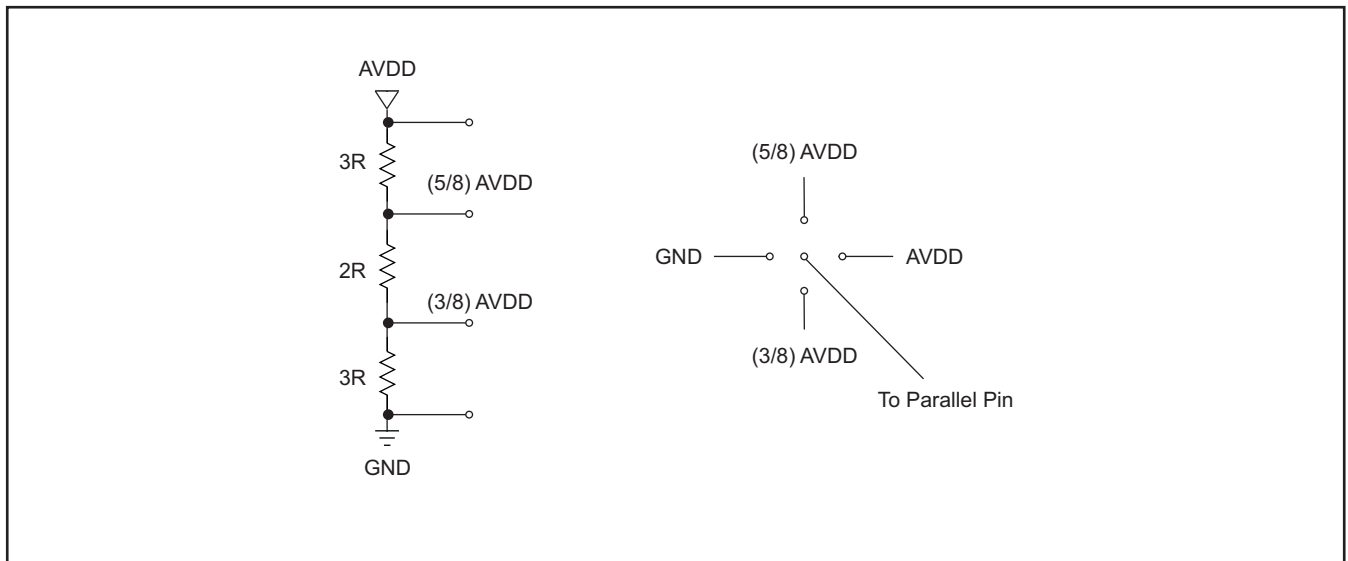 AVDD
3R
(5/8) AVDD
2R
(3/8) AVDD
3R
GND
(5/8) AVDD
GND
AVDD
(3/8) AVDD
To Parallel Pin